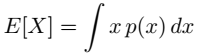 E[X] = ∫ x p(x) dx